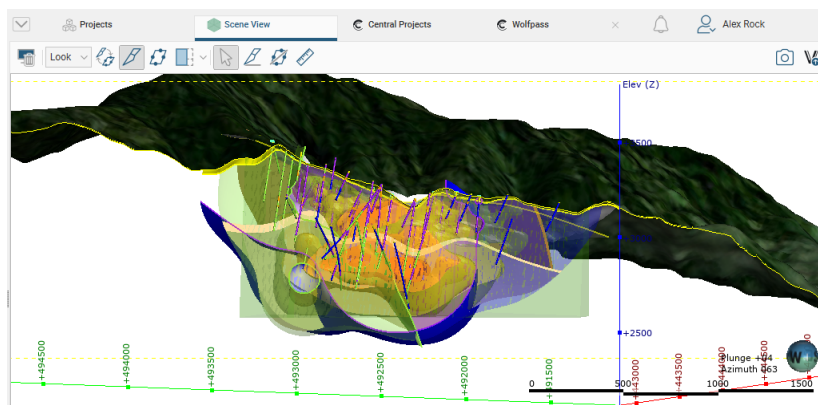 Projects
Scene View
Central Projects
Wolfpass
Alex Rock
Look
Elev (Z)
+2500
+494500
+494000
+493500
+493000
+492500
+492000
+491500
+443000
+443500
Plunge +04
Azimuth 063
0
500
1000
1500
W